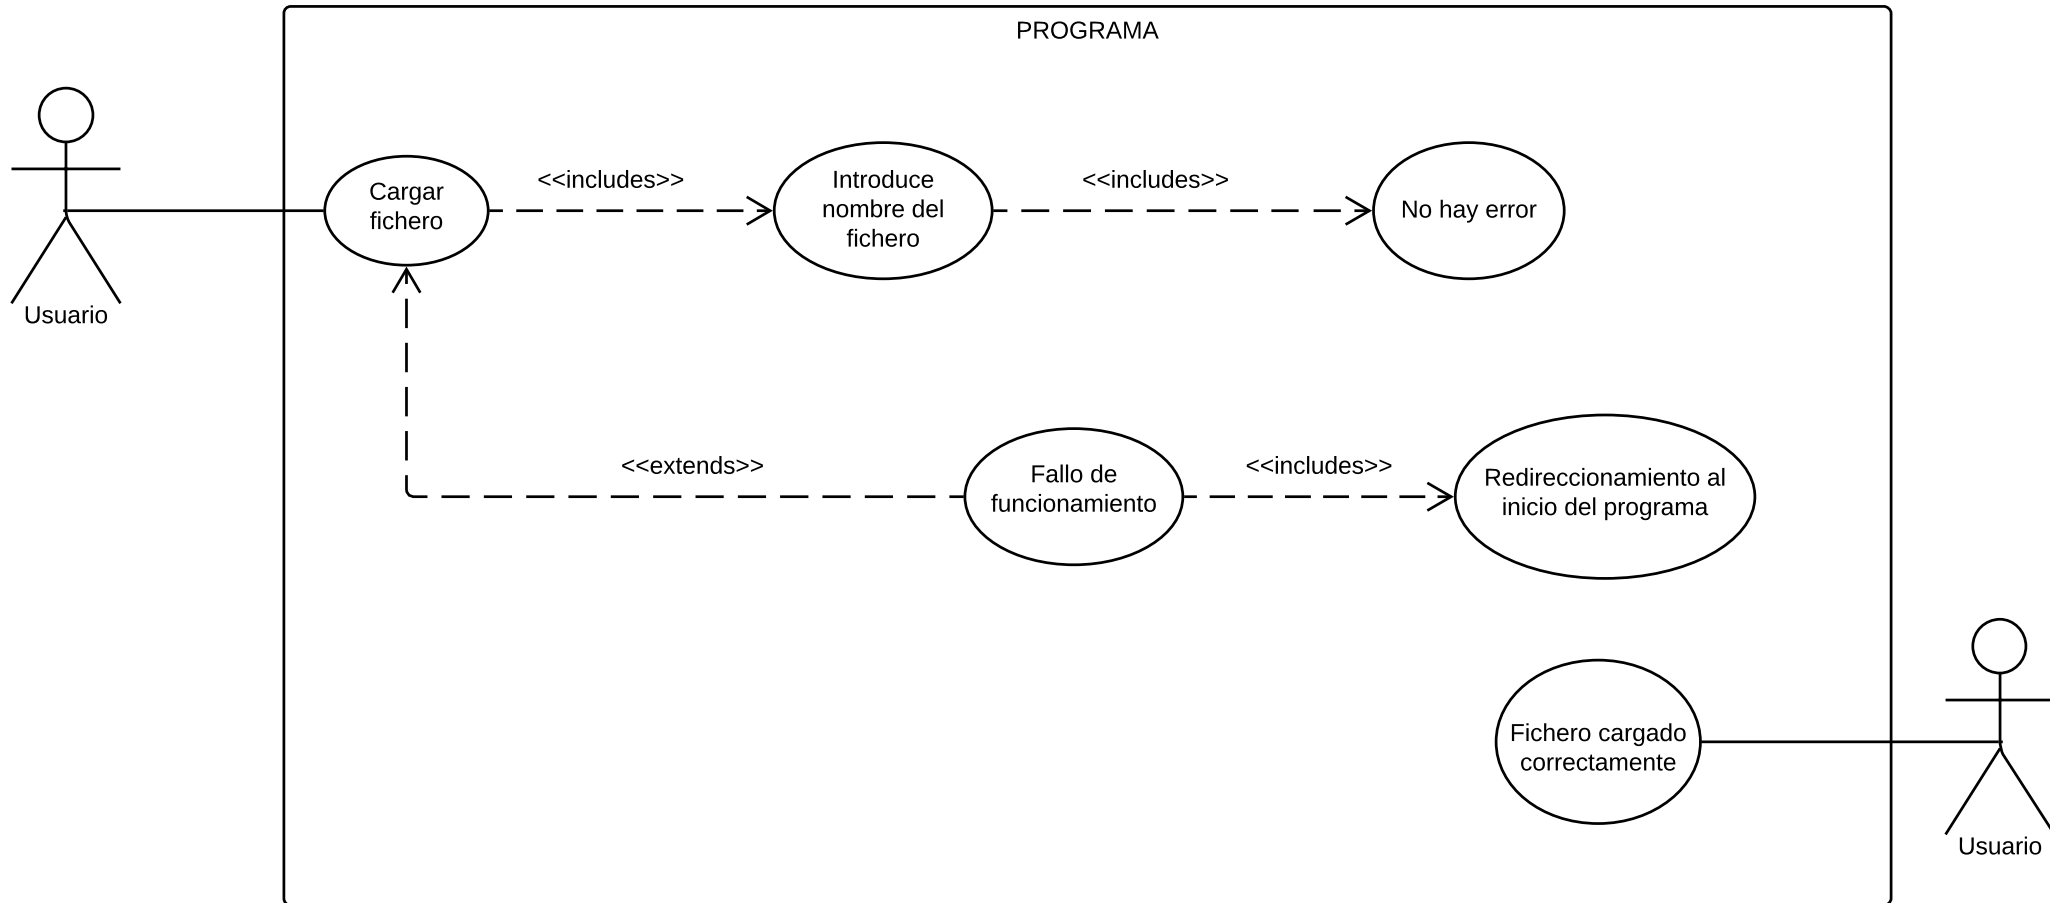 PROGRAMA
Cargar
fichero
<<includes>>
Introduce
nombre del
fichero
<<includes>>
No hay error
Usuario
<<extends>>
Fallo de
funcionamiento
<<includes>>
Redireccionamiento al
inicio del programa
Fichero cargado
correctamente
Usuario